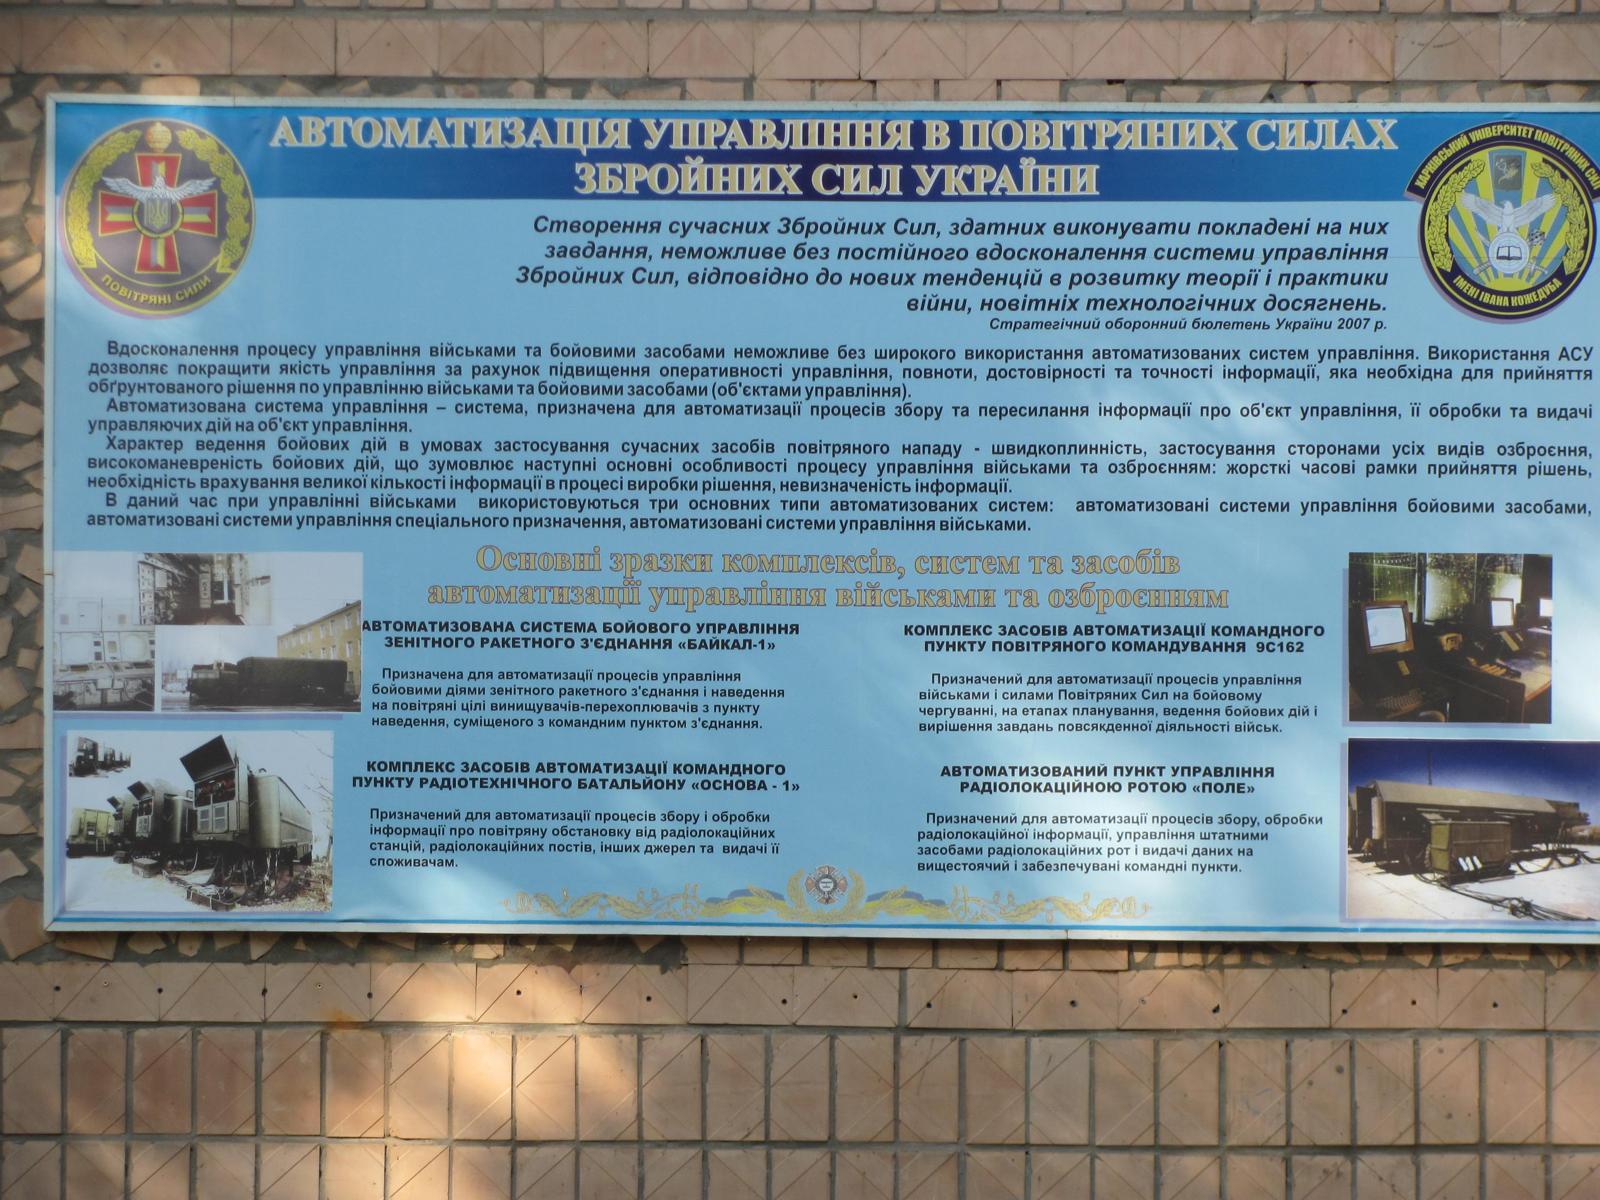 АВТОМАТИЗАЦІЯ УПРАВЛІННЯ В ПОВІТРЯНИХ СИЛАХ
ЗБРОЙНИХ СИЛ УКРАЇНИ
ПОВІТРЯНІ СИЛИ
ХАРКІВСЬКИЙ УНІВЕРСИТЕТ ПОВІТРЯНИХ СИЛ
ІМЕНІ ІВАНА КОЖЕДУБА
Створення сучасних Збройних Сил, здатних виконувати покладені на них
завдання, неможливе без постійного вдосконалення системи управління
Збройних Сил, відповідно до нових тенденцій в розвитку теорії і практики
війни, новітніх технологічних досягнень.
Стратегічний оборонний бюлетень України 2007 р.
Вдосконалення процесу управління військами та бойовими засобами неможливе без широкого використання автоматизованих систем управління. Використання АСУ
дозволяє покращити якість управління за рахунок підвищення оперативності управління, повноти, достовірності та точності інформації, яка необхідна для прийняття
обґрунтованого рішення по управлінню військами та бойовими засобами (об'єктами управління).
Автоматизована система управління – система, призначена для автоматизації процесів збору та пересилання інформації про об'єкт управління, її обробки та видачі
управляючих дій на об'єкт управління.
Характер ведення бойових дій в умовах застосування сучасних засобів повітряного нападу - швидкоплинність, застосування сторонами усіх видів озброєння,
високоманевреність бойових дій, що зумовлює наступні основні особливості процесу управління військами та озброєнням: жорсткі часові рамки прийняття рішень,
необхідність врахування великої кількості інформації в процесі виробки рішення, невизначеність інформації.
В даний час при управлінні військами використовуються три основних типи автоматизованих систем: автоматизовані системи управління бойовими засобами,
автоматизовані системи управління спеціального призначення, автоматизовані системи управління військами.
Основні зразки комплексів, систем та засобів
автоматизації управління військами та озброєнням
АВТОМАТИЗОВАНА СИСТЕМА БОЙОВОГО УПРАВЛІННЯ
ЗЕНІТНОГО РАКЕТНОГО З'ЄДНАННЯ «БАЙКАЛ-1»
Призначена для автоматизації процесів управління
бойовими діями зенітного ракетного з'єднання і наведення
на повітряні цілі винищувачів-перехоплювачів з пункту
наведення, суміщеного з командним пунктом з'єднання.
КОМПЛЕКС ЗАСОБІВ АВТОМАТИЗАЦІЇ КОМАНДНОГО
ПУНКТУ РАДІОТЕХНІЧНОГО БАТАЛЬЙОНУ «ОСНОВА - 1»
Призначений для автоматизації процесів збору і обробки
інформації про повітряну обстановку від радіолокаційних
станцій, радіолокаційних постів, інших джерел та видачі її
споживачам.
КОМПЛЕКС ЗАСОБІВ АВТОМАТИЗАЦІЇ КОМАНДНОГО
ПУНКТУ ПОВІТРЯНОГО КОМАНДУВАННЯ 9С162
Призначений для автоматизації процесів управління
військами і силами Повітряних Сил на бойовому
чергуванні, на етапах планування, ведення бойових дій і
вирішення завдань повсякденної діяльності військ.
АВТОМАТИЗОВАНИЙ ПУНКТ УПРАВЛІННЯ
РАДІОЛОКАЦІЙНОЮ РОТОЮ «ПОЛЕ»
Призначений для автоматизації процесів збору, обробки
радіолокаційної інформації, управління штатними
засобами радіолокаційних рот і видачі даних на
вищестоячий і забезпечувані командні пункти.